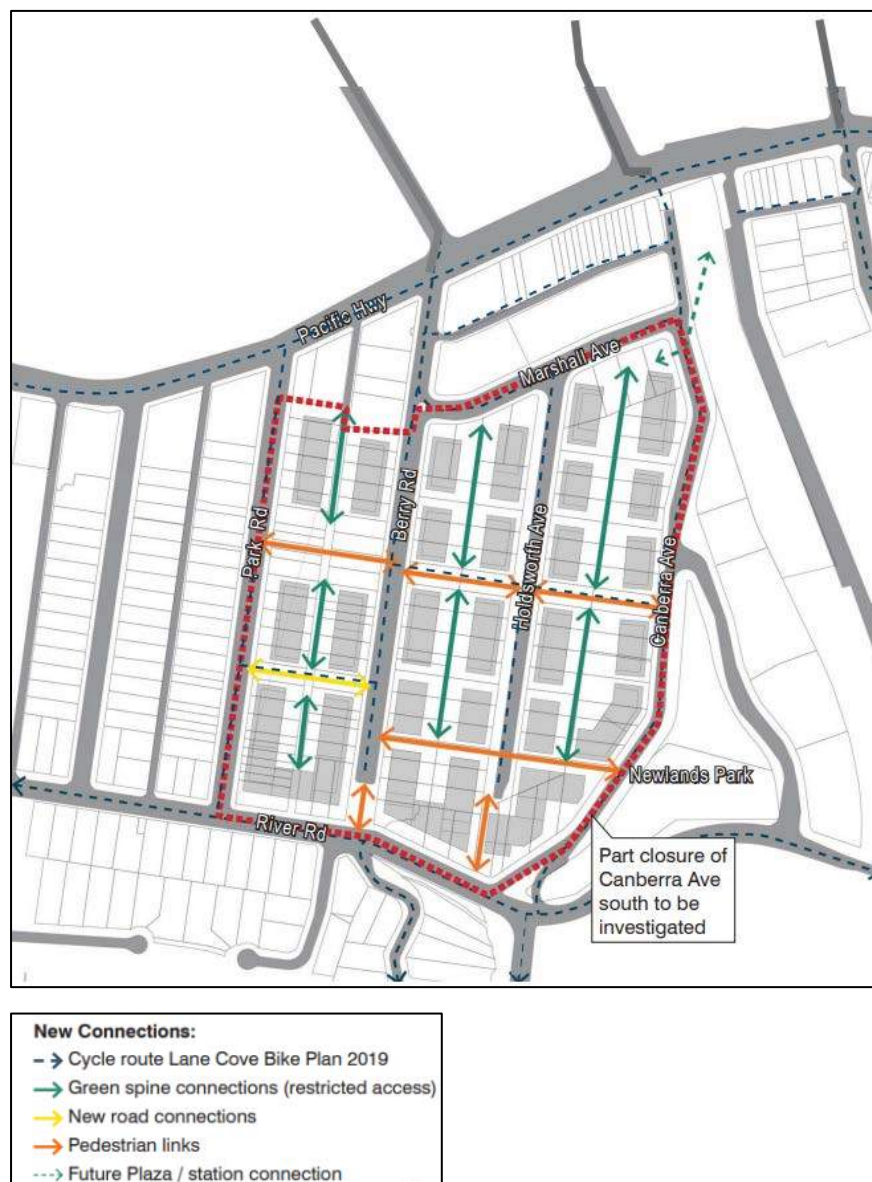 Pacific Hwy
Marshall Ave
Berry Rd
Park Rd
Holdsworth Ave
Canberra Ave
Newlands Park
River Rd
Part closure of
Canberra Ave
south to be
investigated
New Connections:
Cycle route Lane Cove Bike Plan 2019
Green spine connections (restricted access)
New road connections
Pedestrian links
Future Plaza / station connection